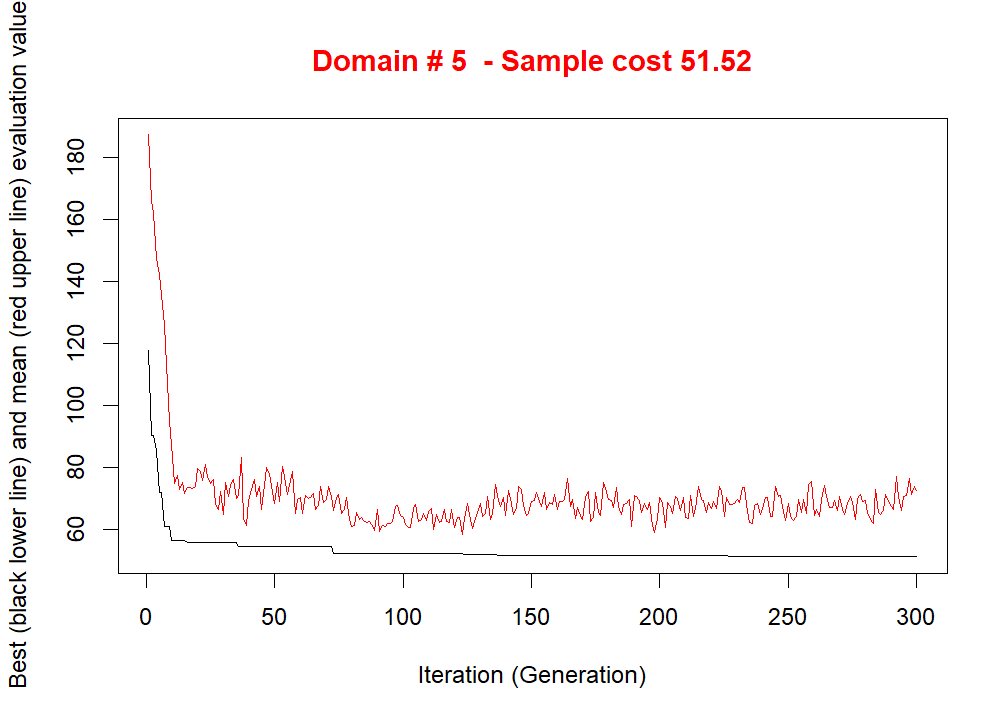 Domain # 5  - Sample cost 51.52
Best (black lower line) and mean (red upper line) evaluation value
180
160
140
120
100
80
60
0 50 100 150 200 250 300
Iteration (Generation)